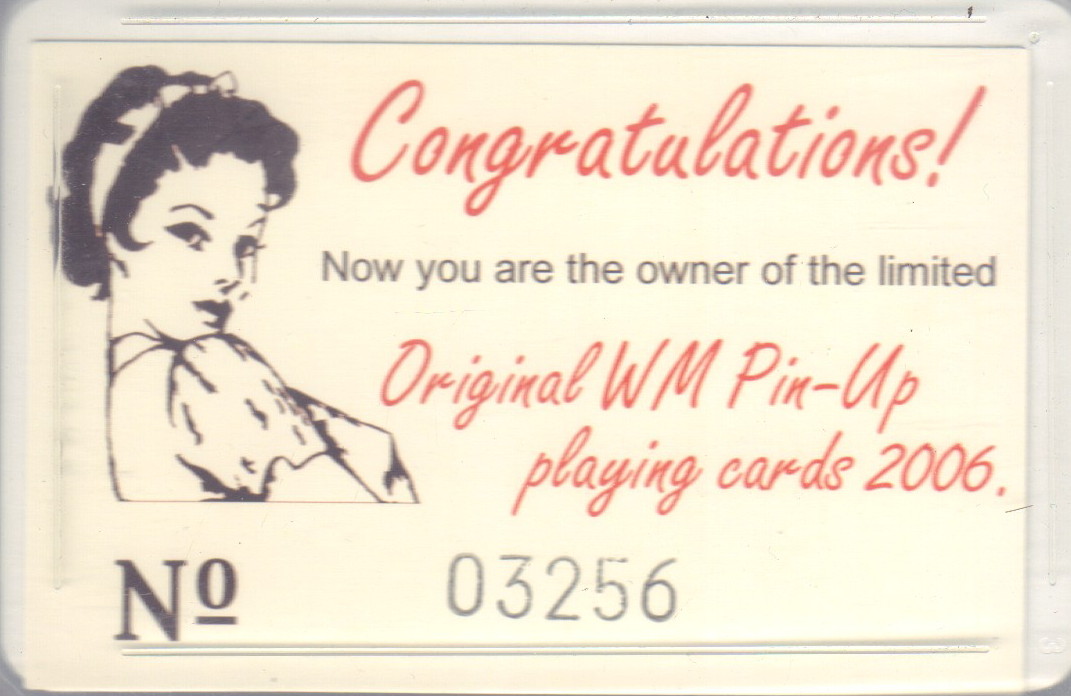 Congratulations!
Now you are the owner of the limited
Original WM Pin-Up
playing cards 2006.
Nº 03256